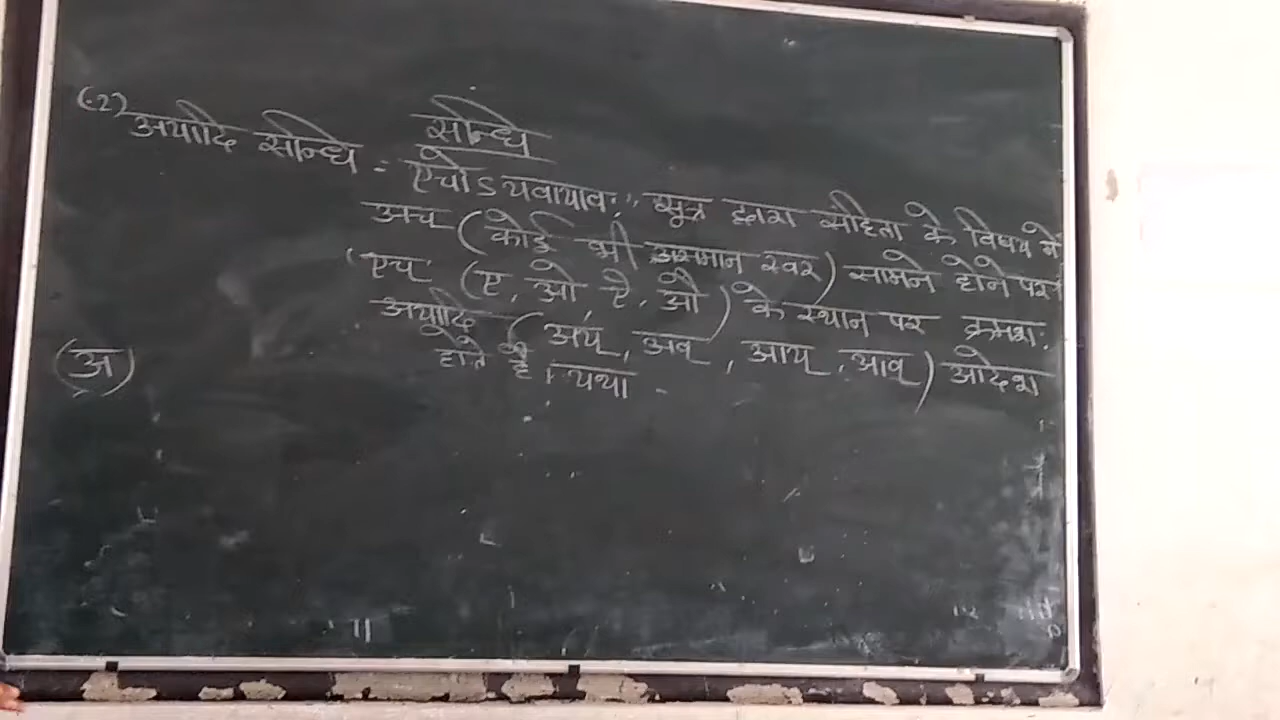 सन्धि
(2) अयादि सन्धि = एचोऽयवायावः" सूत्र द्वारा संहिता के विषय में
अच् (कोई भी असमान स्वर) सामने होने पर
'एच्' (ए, ओ, ऐ, औ) के स्थान पर क्रमशः
अयादि (अय्, अव्, आय्, आव्) आदेश
होते है। यथा -
(अ)